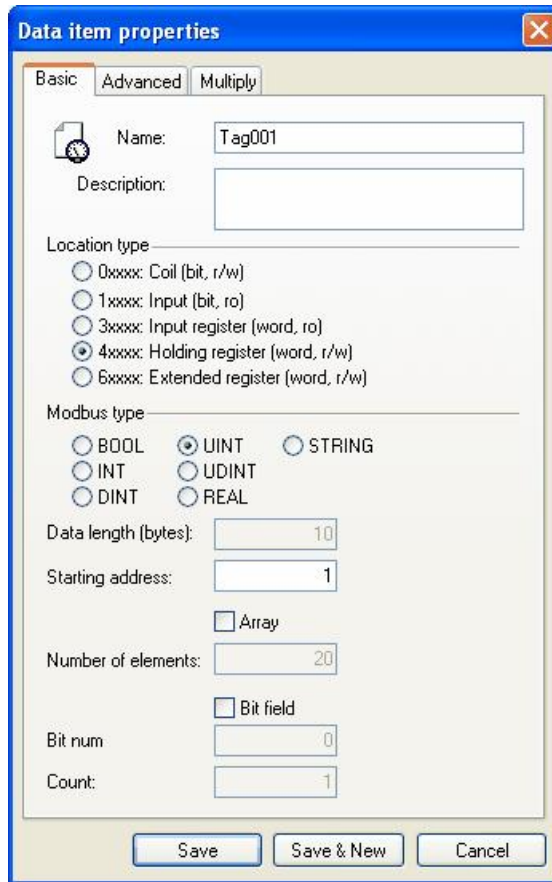 Data item properties
Basic Advanced Multiply
Name: Tag001
Description:
Location type
0xxxx: Coil (bit, r/w)
1xxxx: Input (bit, ro)
3xxxx: Input register (word, ro)
4xxxx: Holding register (word, r/w)
6xxxx: Extended register (word, r/w)
Modbus type
BOOL UINT STRING
INT UDINT
DINT REAL
Data length (bytes): 10
Starting address: 1
Array
Number of elements: 20
Bit field
Bit num 0
Count: 1
Save Save & New Cancel